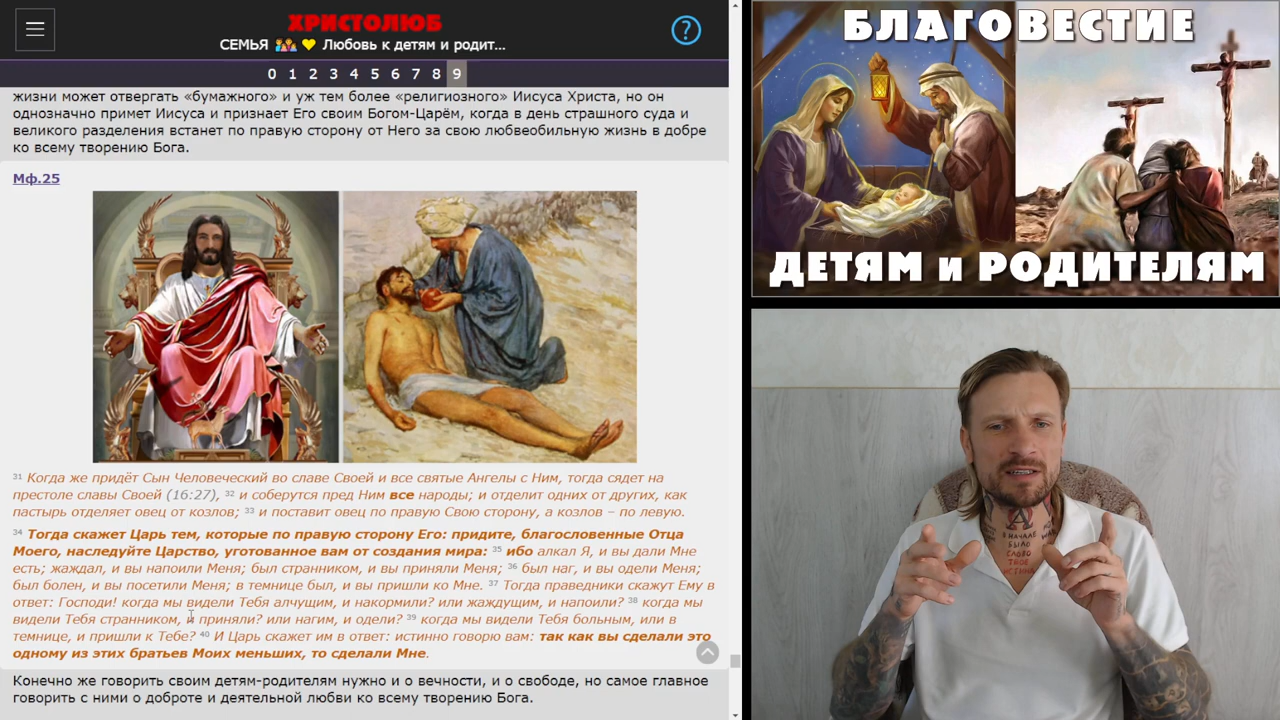 ХРИСТОЛЮБ
СЕМЬЯ 👨‍👩‍👧 💛 Любовь к детям и родит...
0 1 2 3 4 5 6 7 8 9
жизни может отвергать «бумажного» и уж тем более «религиозного» Иисуса Христа, но он
однозначно примет Иисуса и признает Его своим Богом-Царём, когда в день страшного суда и
великого разделения встанет по правую сторону от Него за свою любвеобильную жизнь в добре
ко всему творению Бога.
Мф.25
31 Когда же придёт Сын Человеческий во славе Своей и все святые Ангелы с Ним, тогда сядет на
престоле славы Своей (16:27), 32 и соберутся пред Ним все народы; и отделит одних от других, как
пастырь отделяет овец от козлов; 33 и поставит овец по правую Свою сторону, а козлов – по левую.
34 Тогда скажет Царь тем, которые по правую сторону Его: придите, благословенные Отца
Моего, наследуйте Царство, уготованное вам от создания мира: 35 ибо алкал Я, и вы дали Мне
есть; жаждал, и вы напоили Меня; был странником, и вы приняли Меня; 36 был наг, и вы одели Меня;
был болен, и вы посетили Меня; в темнице был, и вы пришли ко Мне. 37 Тогда праведники скажут Ему в
ответ: Господи! когда мы видели Тебя алчущим, и накормили? или жаждущим, и напоили? 38 когда мы
видели Тебя странником, и приняли? или нагим, и одели? 39 когда мы видели Тебя больным, или в
темнице, и пришли к Тебе? 40 И Царь скажет им в ответ: истинно говорю вам: так как вы сделали это
одному из этих братьев Моих меньших, то сделали Мне.
Конечно же говорить своим детям-родителям нужно и о вечности, и о свободе, но самое главное
говорить с ними о доброте и деятельной любви ко всему творению Бога.
БЛАГОВЕСТИЕ
ДЕТЯМ и РОДИТЕЛЯМ
В НАЧАЛЕ
БЫЛО
СЛОВО
ТВОЕ
ИСТИНА